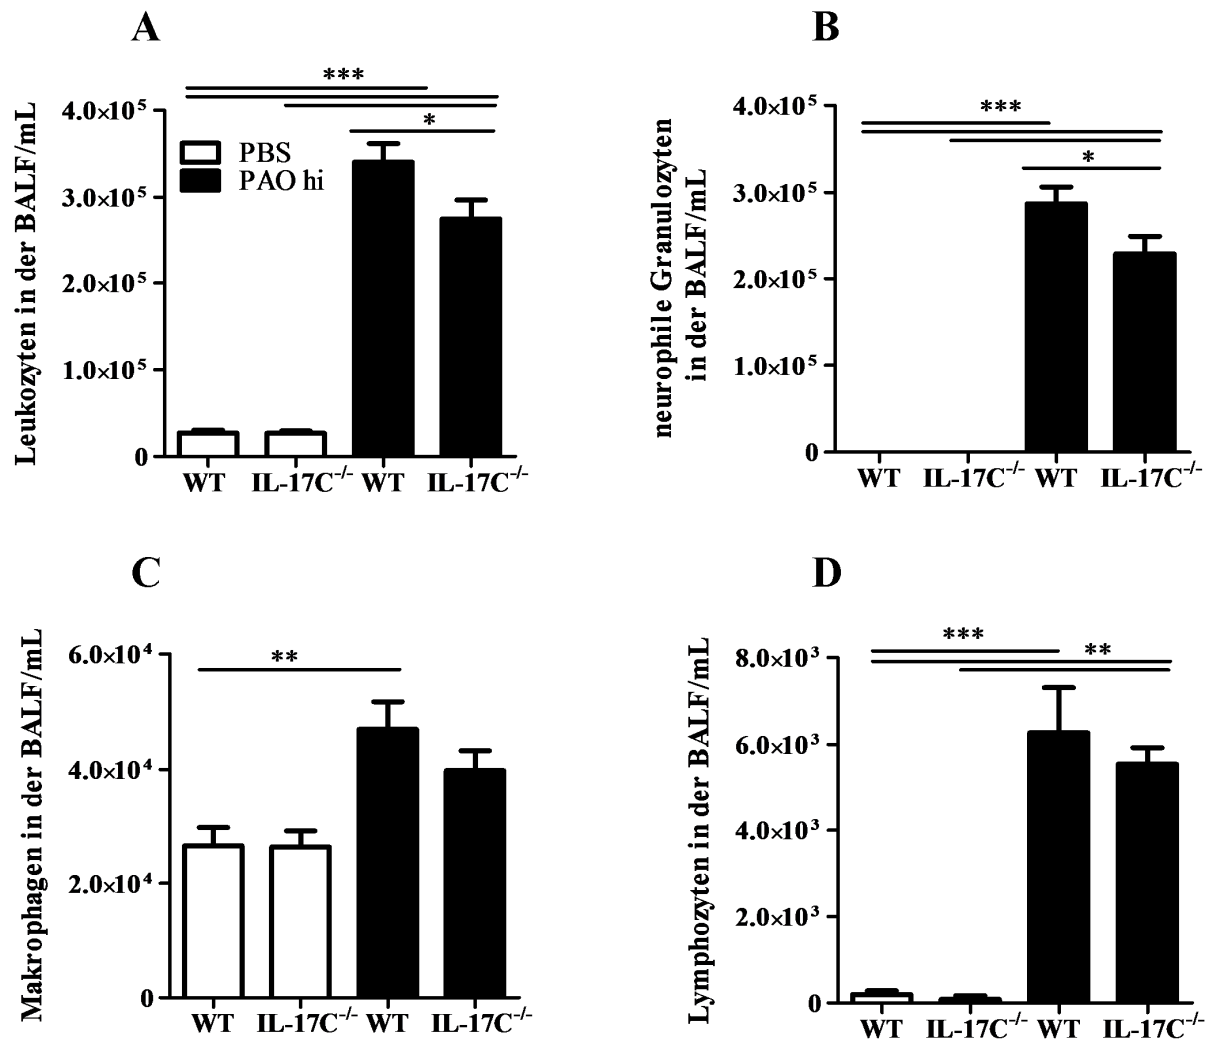 A
***
*
Leukozyten in der BALF/mL
4.0×10⁵
3.0×10⁵
2.0×10⁵
1.0×10⁵
0
PBS
PAO hi
WT IL-17C⁻/⁻ WT IL-17C⁻/⁻
B
***
*
neurophile Granulozyten
in der BALF/mL
4.0×10⁵
3.0×10⁵
2.0×10⁵
1.0×10⁵
0
WT IL-17C⁻/⁻ WT IL-17C⁻/⁻
C
**
Makrophagen in der BALF/mL
6.0×10⁴
4.0×10⁴
2.0×10⁴
0
WT IL-17C⁻/⁻ WT IL-17C⁻/⁻
D
***
**
Lymphozyten in der BALF/mL
8.0×10³
6.0×10³
4.0×10³
2.0×10³
0
WT IL-17C⁻/⁻ WT IL-17C⁻/⁻